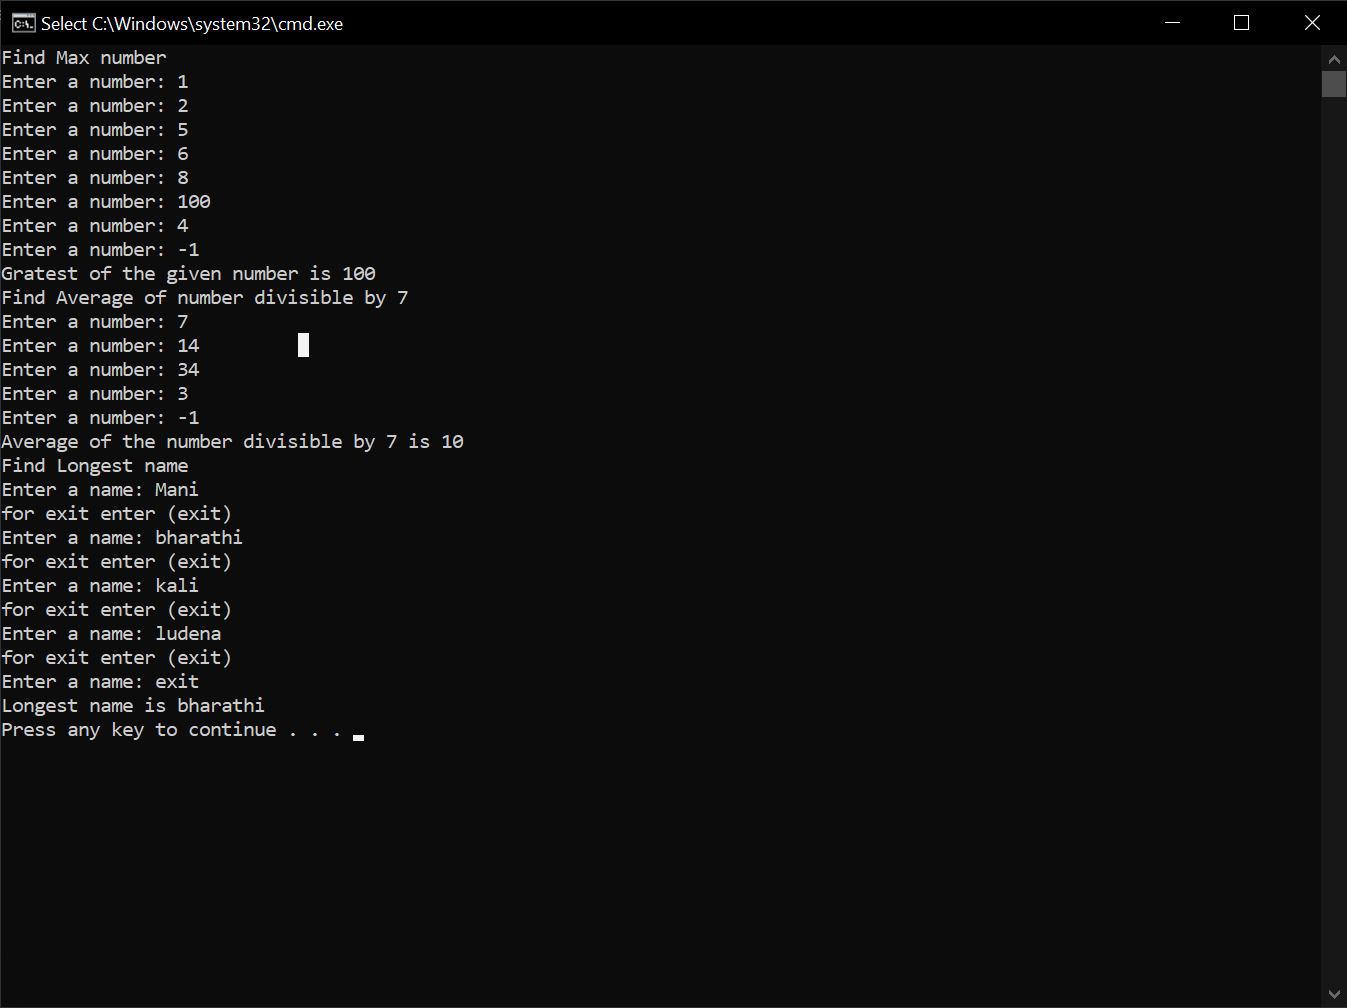 Select C:\Windows\system32\cmd.exe
Find Max number
Enter a number: 1
Enter a number: 2
Enter a number: 5
Enter a number: 6
Enter a number: 8
Enter a number: 100
Enter a number: 4
Enter a number: -1
Gratest of the given number is 100
Find Average of number divisible by 7
Enter a number: 7
Enter a number: 14
Enter a number: 34
Enter a number: 3
Enter a number: -1
Average of the number divisible by 7 is 10
Find Longest name
Enter a name: Mani
for exit enter (exit)
Enter a name: bharathi
for exit enter (exit)
Enter a name: kali
for exit enter (exit)
Enter a name: ludena
for exit enter (exit)
Enter a name: exit
Longest name is bharathi
Press any key to continue . . .